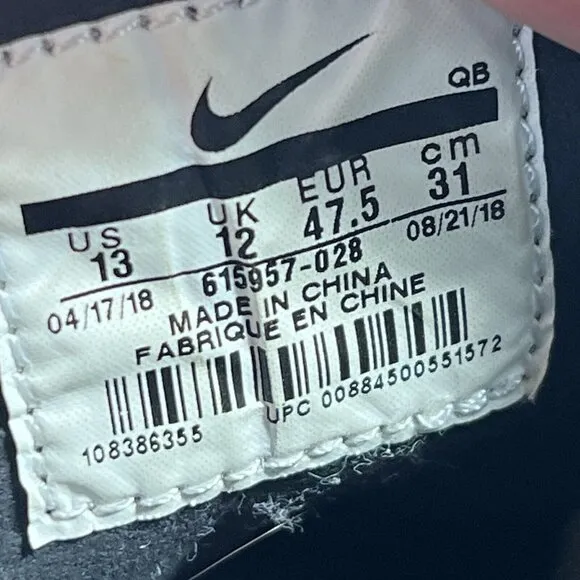 QB
US UK EUR cm
13 12 47.5 31
04/17/18 08/21/18
615957-028
MADE IN CHINA
FABRIQUE EN CHINE
108386355 UPC 00884500551572